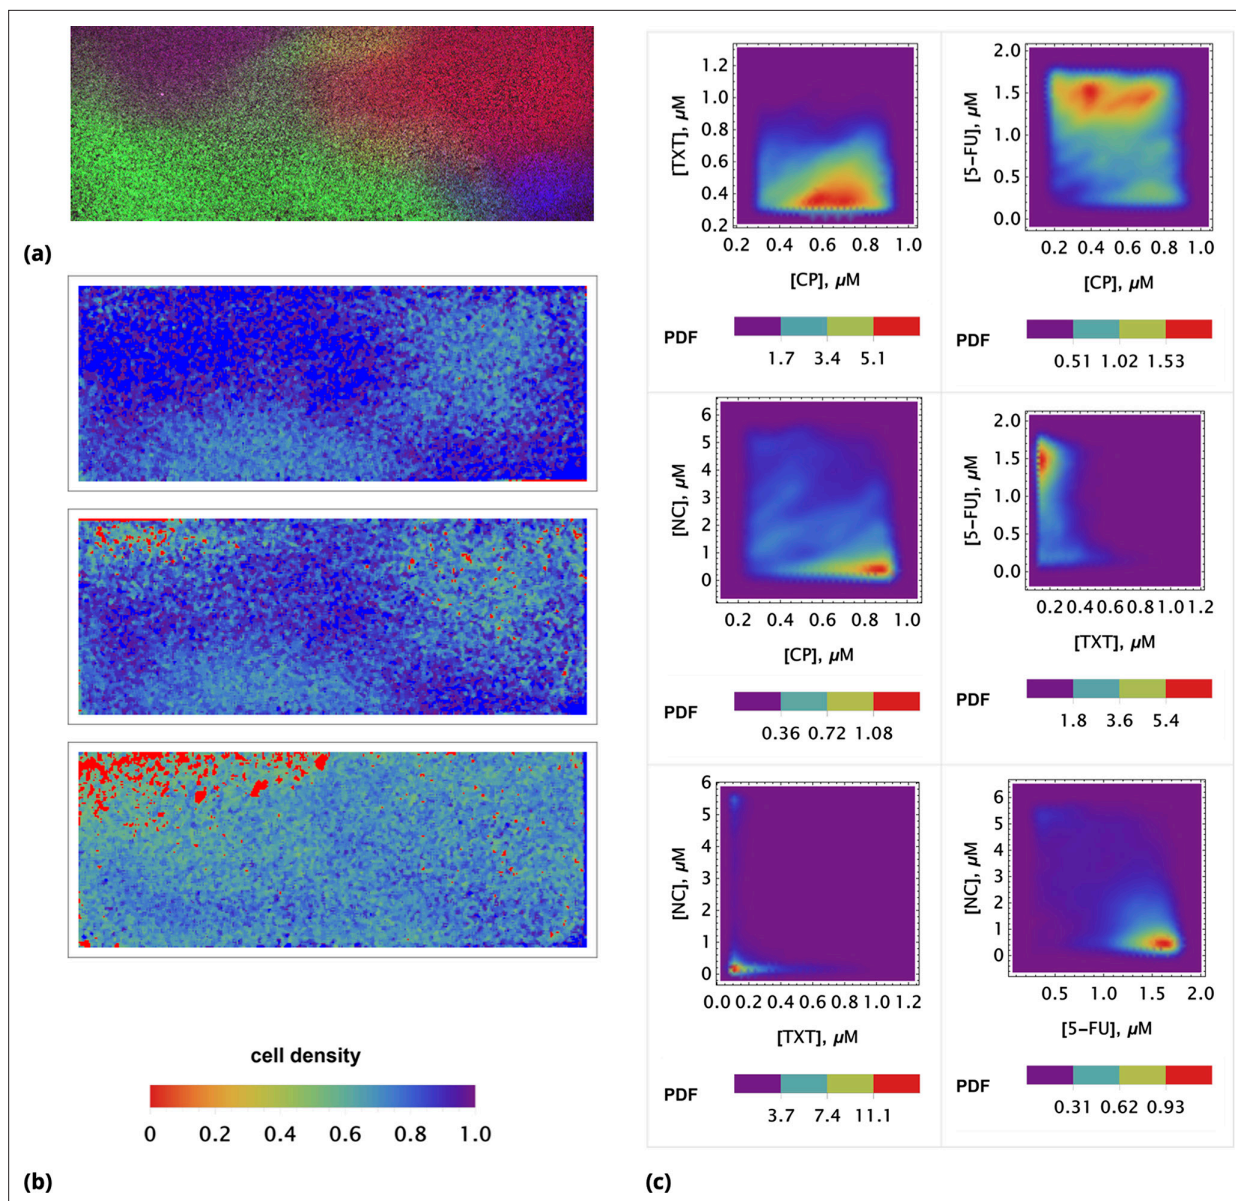 (a)
cell density
0 0.2 0.4 0.6 0.8 1.0
(b)
[TXT], μM
1.2
1.0
0.8
0.6
0.4
0.2
0.2 0.4 0.6 0.8 1.0
[CP], μM
PDF
1.7 3.4 5.1
[5-FU], μM
2.0
1.5
1.0
0.5
0.0
0.2 0.4 0.6 0.8 1.0
[CP], μM
PDF
0.51 1.02 1.53
[NC], μM
6
5
4
3
2
1
0
0.2 0.4 0.6 0.8 1.0
[CP], μM
PDF
0.36 0.72 1.08
[5-FU], μM
2.0
1.5
1.0
0.5
0.0
0.2 0.4 0.6 0.8 1.0 1.2
[TXT], μM
PDF
1.8 3.6 5.4
[NC], μM
6
5
4
3
2
1
0
0.0 0.2 0.4 0.6 0.8 1.0 1.2
[TXT], μM
PDF
3.7 7.4 11.1
[NC], μM
6
5
4
3
2
1
0
0.5 1.0 1.5 2.0
[5-FU], μM
PDF
0.31 0.62 0.93
(c)